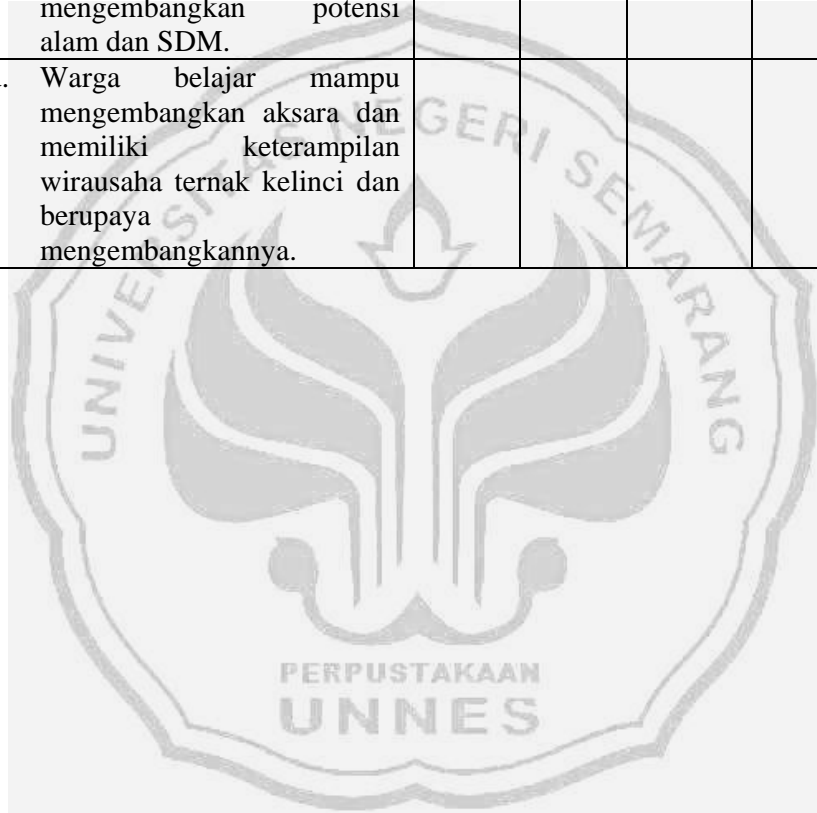 mengembangkan potensi
alam dan SDM.
Warga belajar mampu
mengembangkan aksara dan
memiliki keterampilan
wirausaha ternak kelinci dan
berupaya
mengembangkannya.
UNIVERSITAS NEGERI SEMARANG
PERPUSTAKAAN
UNNES